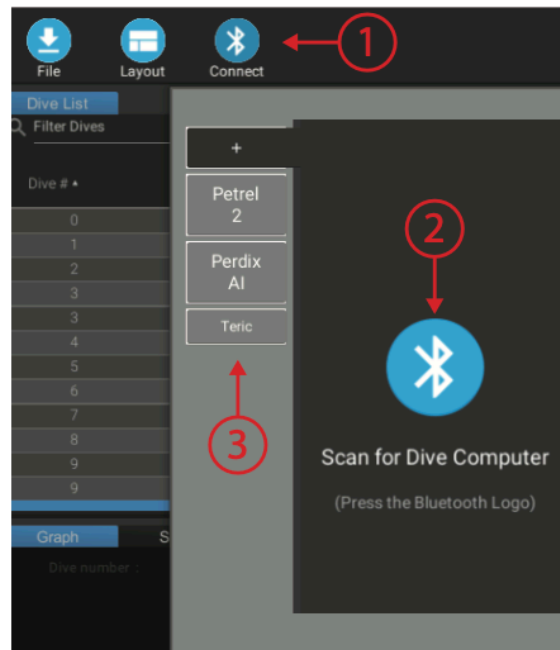 File
Layout
Connect
1
Dive List
Filter Dives
Dive #
0
1
2
3
3
4
5
6
7
8
9
9
+
Petrel
2
Perdix
AI
Teric
3
2
Scan for Dive Computer
(Press the Bluetooth Logo)
Graph
S
Dive number :